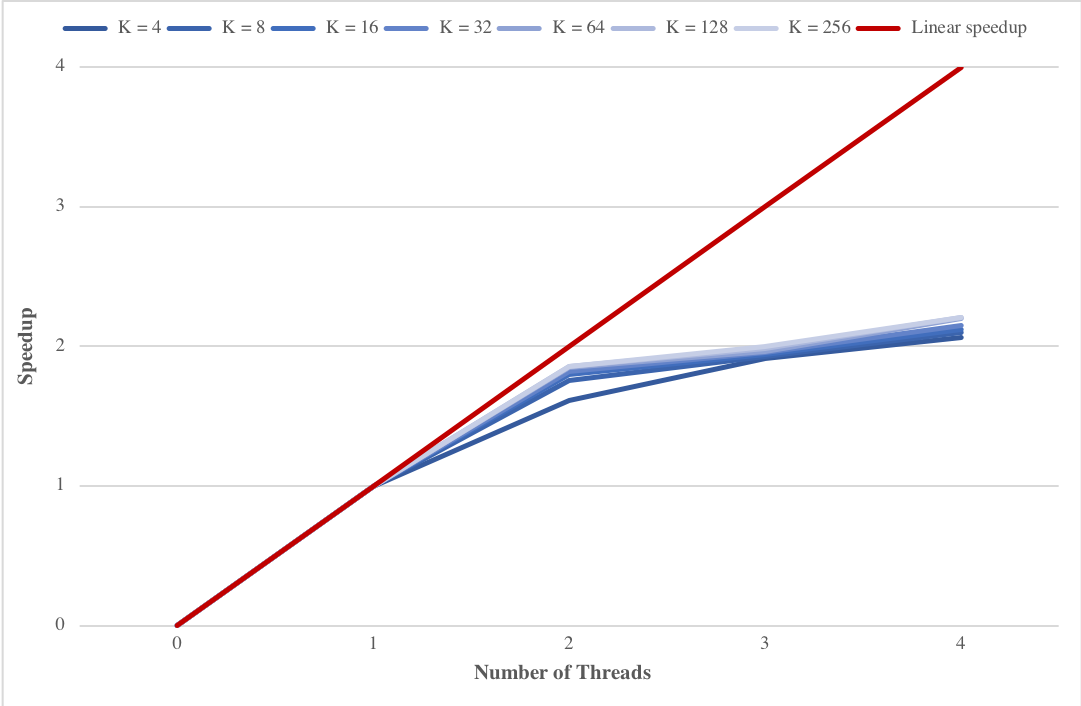 K = 4 K = 8 K = 16 K = 32 K = 64 K = 128 K = 256 Linear speedup
4
3
2
1
0
Speedup
0 1 2 3 4
Number of Threads